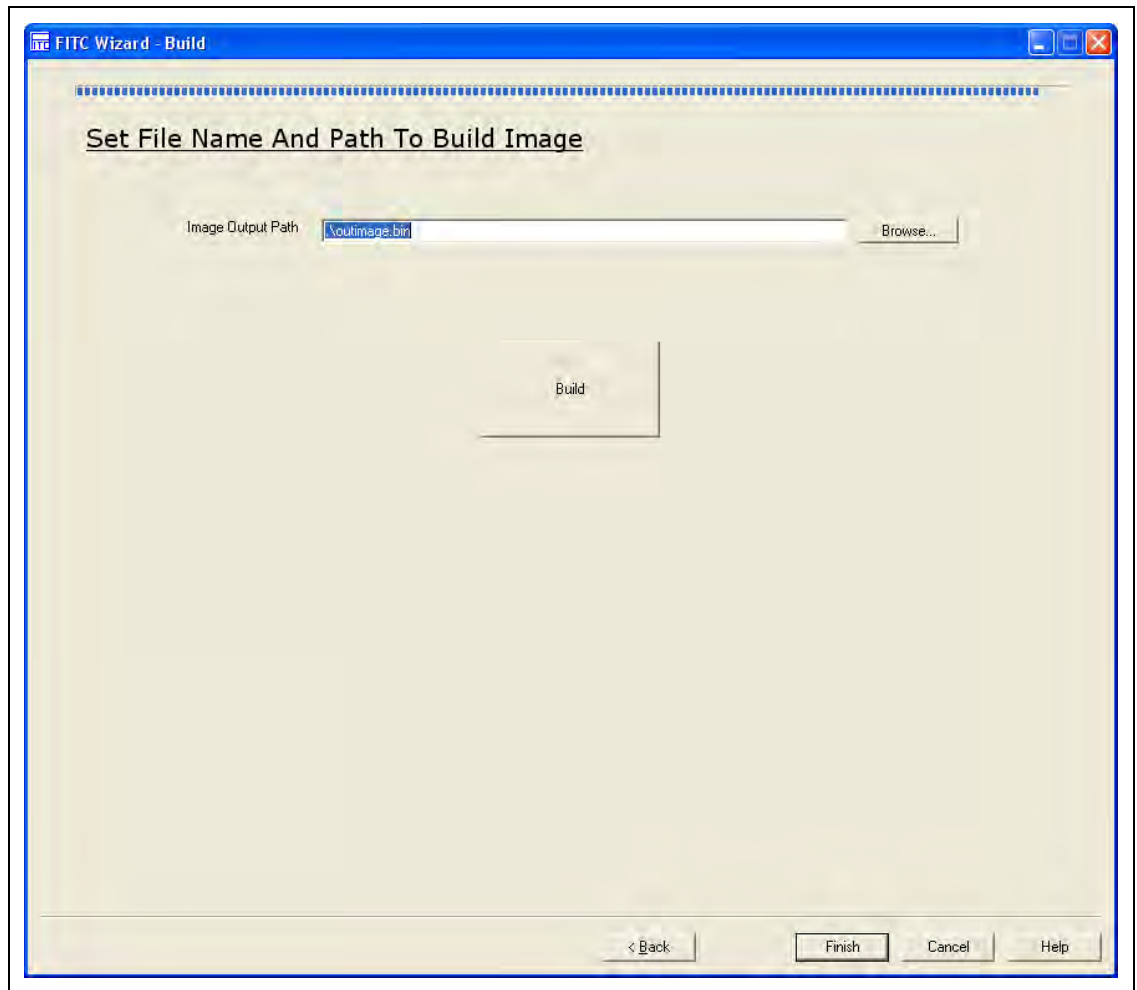 FITC Wizard - Build
Set File Name And Path To Build Image
Image Output Path .\outimage.bin Browse...
Build
< Back Finish Cancel Help